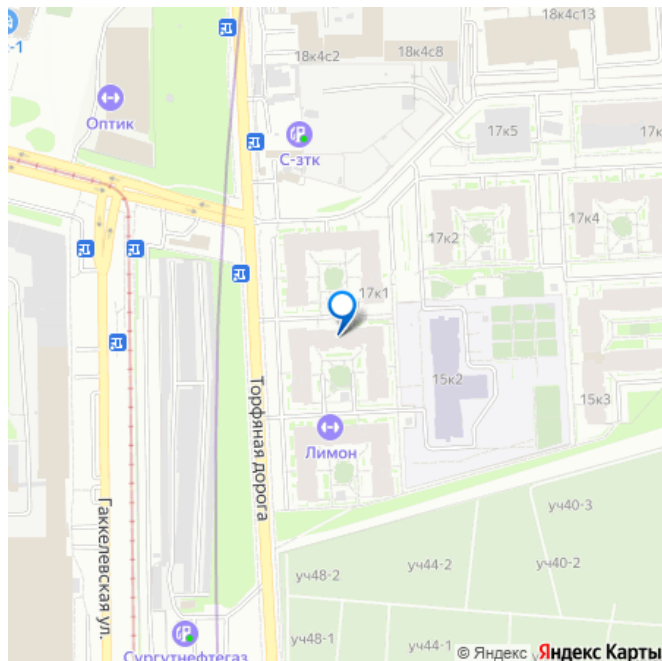 с-1
18к4с13
18к4с2
18к4с8
Оптик
С-зтк
17к5
17к
17к2
17к4
17к1
15к2
15к3
Торфяная дорога
Лимон
Гаккелевская ул.
уч40-3
уч48-2
уч44-2
уч40-2
уч48-1
уч44-1
Сургутнефтегаз
© Яндекс
Яндекс Карты